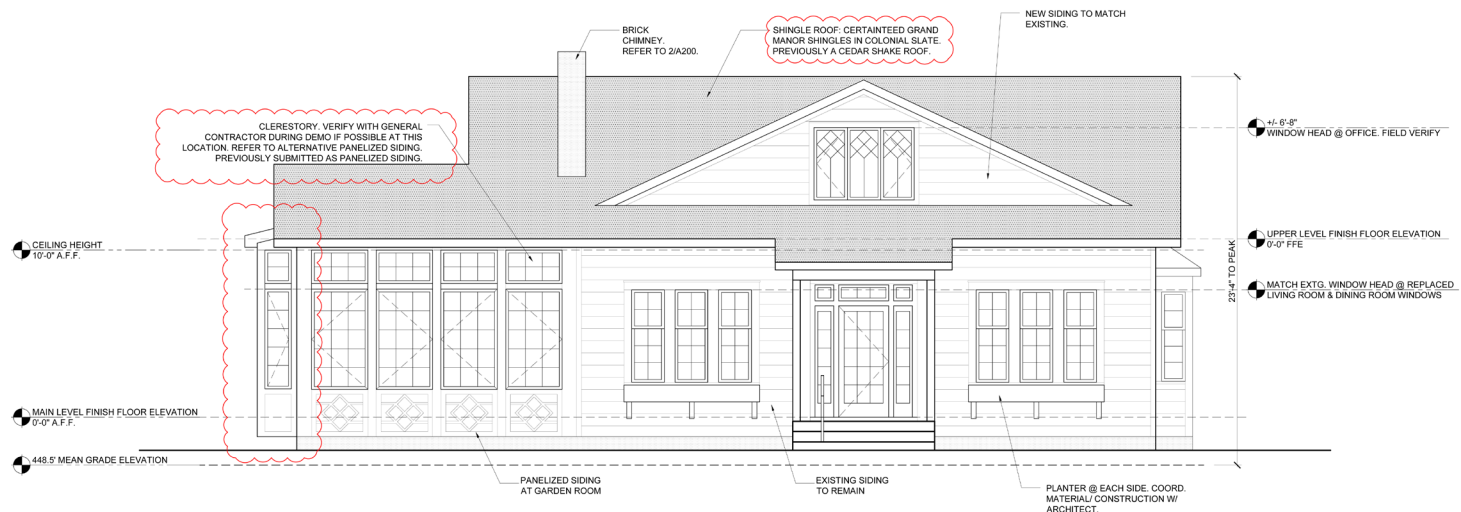 BRICK
CHIMNEY.
REFER TO 2/A200.
SHINGLE ROOF: CERTAINTEED GRAND
MANOR SHINGLES IN COLONIAL SLATE.
PREVIOUSLY A CEDAR SHAKE ROOF.
NEW SIDING TO MATCH
EXISTING.
CLERESTORY. VERIFY WITH GENERAL
CONTRACTOR DURING DEMO IF POSSIBLE AT THIS
LOCATION. REFER TO ALTERNATIVE PANELIZED SIDING.
PREVIOUSLY SUBMITTED AS PANELIZED SIDING.
+/- 6'-8"
WINDOW HEAD @ OFFICE. FIELD VERIFY
CEILING HEIGHT
10'-0" A.F.F.
UPPER LEVEL FINISH FLOOR ELEVATION
0'-0" FFE
23'-4" TO PEAK
MATCH EXTG. WINDOW HEAD @ REPLACED
LIVING ROOM & DINING ROOM WINDOWS
MAIN LEVEL FINISH FLOOR ELEVATION
0'-0" A.F.F.
448.5' MEAN GRADE ELEVATION
PANELIZED SIDING
AT GARDEN ROOM
EXISTING SIDING
TO REMAIN
PLANTER @ EACH SIDE. COORD.
MATERIAL/ CONSTRUCTION W/
ARCHITECT.